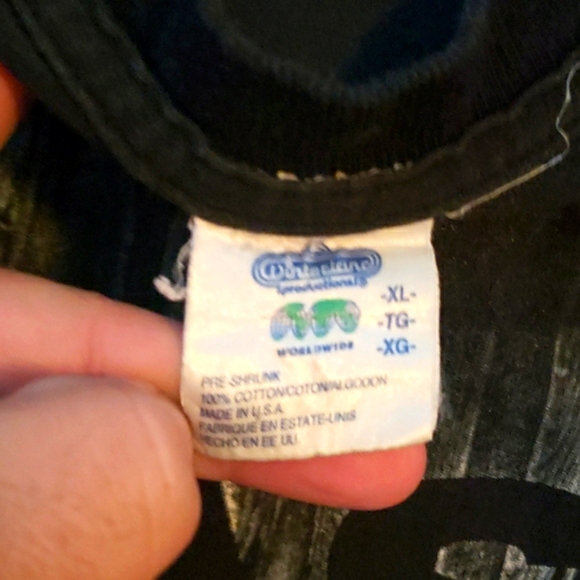 Winterland
productions
WORLDWIDE
-XL-
-TG-
-XG-
PRE-SHRUNK
100% COTTON/COTON/ALGODON
MADE IN U.S.A.
FABRIQUE EN ESTATE-UNIS
HECHO EN EE UU.